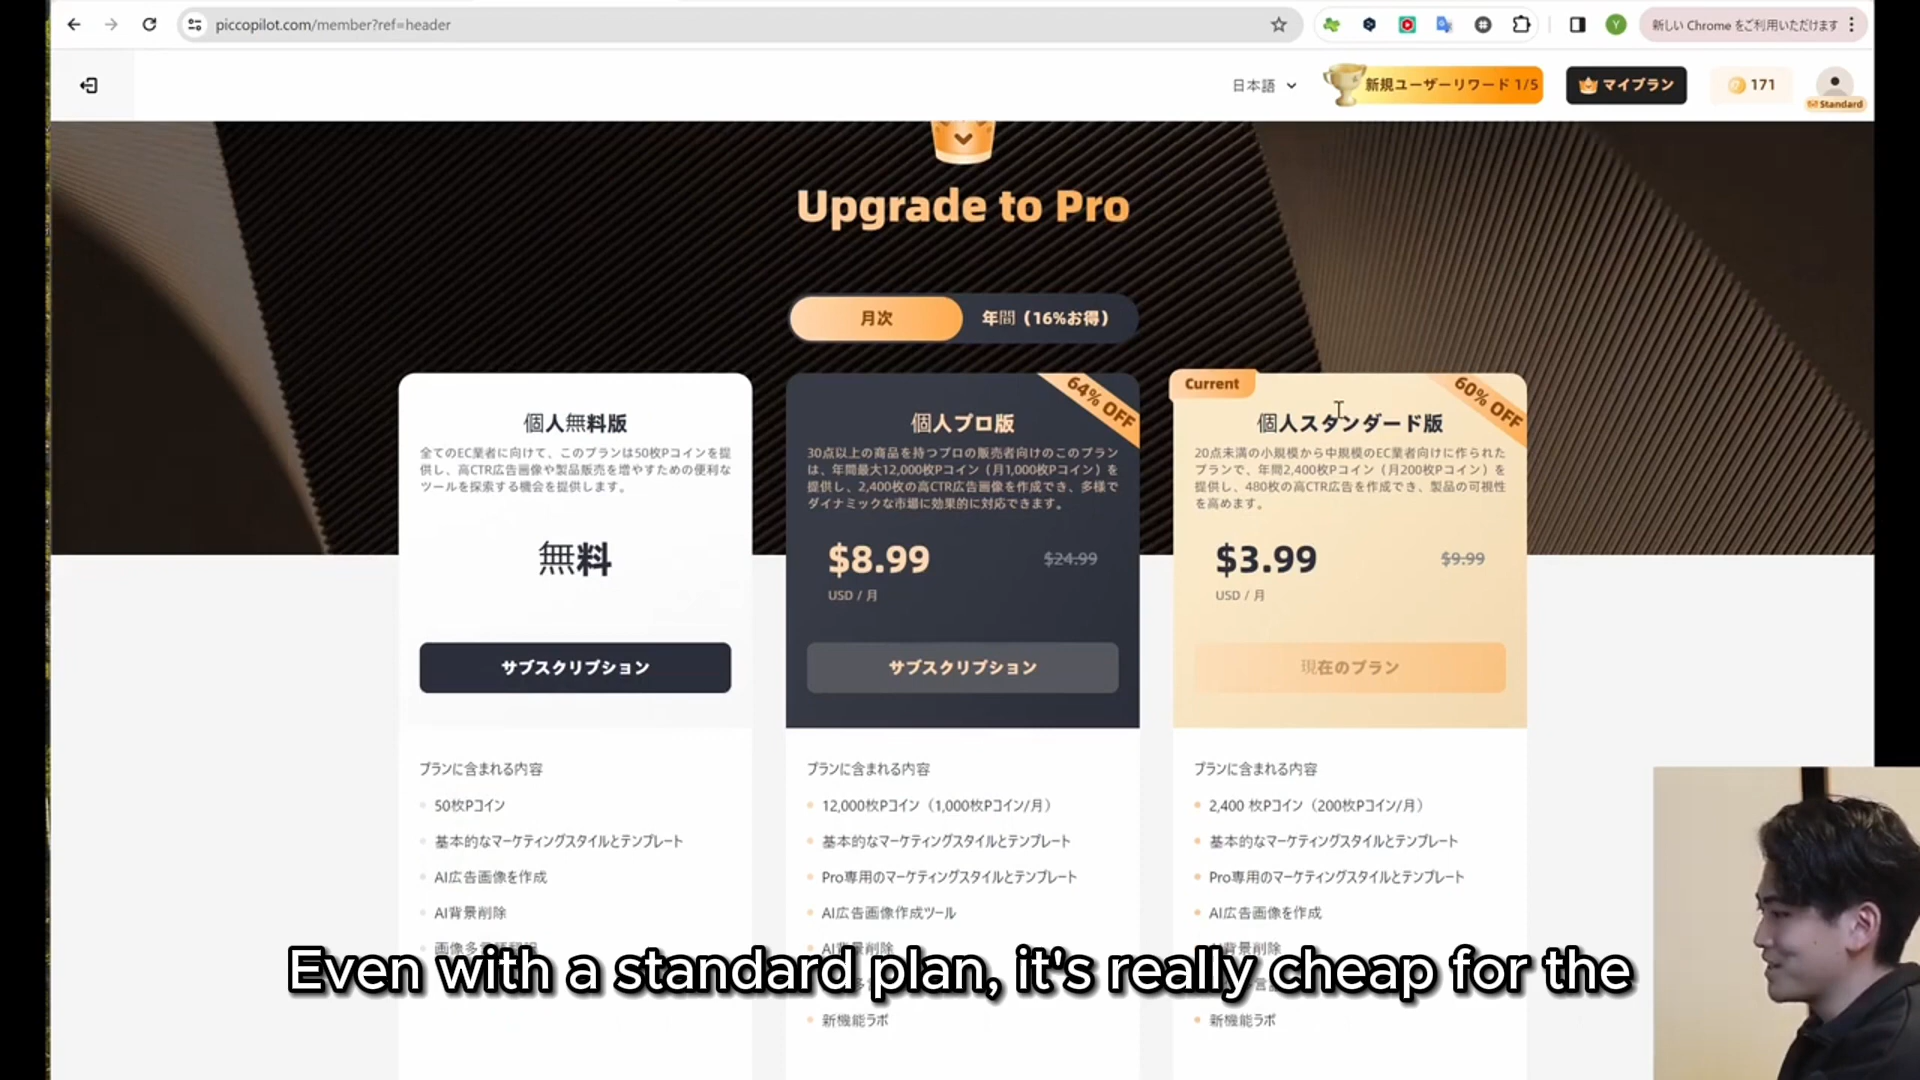 piccopilot.com/member?ref=header
新しい Chrome をご利用いただけます
Y
日本語
新規ユーザーリワード 1/5
マイプラン
171
Standard
Upgrade to Pro
月次
年間（16%お得）
個人無料版
全てのEC業者に向けて、このプランは50枚Pコインを提
供し、高CTR広告画像や製品販売を増やすための便利な
ツールを探索する機会を提供します。
無料
サブスクリプション
プランに含まれる内容
50枚Pコイン
基本的なマーケティングスタイルとテンプレート
AI広告画像を作成
AI背景削除
64% OFF
個人プロ版
30点以上の商品を持つプロの販売者向けのこのプラン
は、年間最大12,000枚Pコイン（月1,000枚Pコイン）を
提供し、2,400枚の高CTR広告画像を作成でき、多様で
ダイナミックな市場に効果的に対応できます。
$8.99
$24.99
USD / 月
サブスクリプション
プランに含まれる内容
12,000枚Pコイン（1,000枚Pコイン/月）
基本的なマーケティングスタイルとテンプレート
Pro専用のマーケティングスタイルとテンプレート
AI広告画像作成ツール
AI背景削除
新機能ラボ
Current
60% OFF
個人スタンダード版
20点未満の小規模から中規模のEC業者向けに作られた
プランで、年間2,400枚Pコイン（月200枚Pコイン）を
提供し、480枚の高CTR広告を作成でき、製品の可視性
を高めます。
$3.99
$9.99
USD / 月
現在のプラン
プランに含まれる内容
2,400 枚Pコイン（200枚Pコイン/月）
基本的なマーケティングスタイルとテンプレート
Pro専用のマーケティングスタイルとテンプレート
AI広告画像を作成
AI背景削除
新機能ラボ
Even with a standard plan, it's really cheap for the